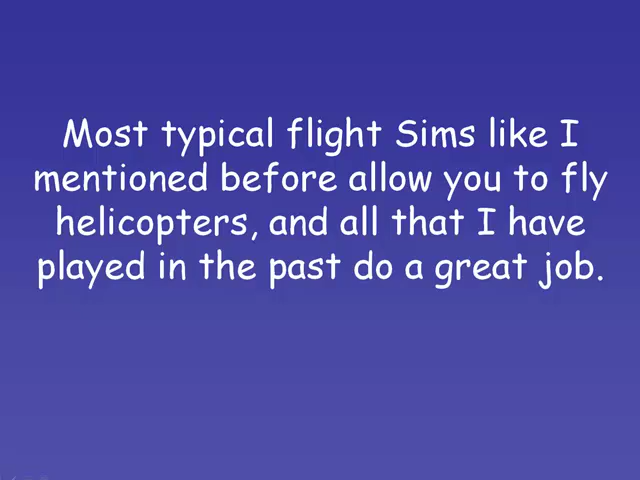 Most typical flight Sims like I
mentioned before allow you to fly
helicopters, and all that I have
played in the past do a great job.